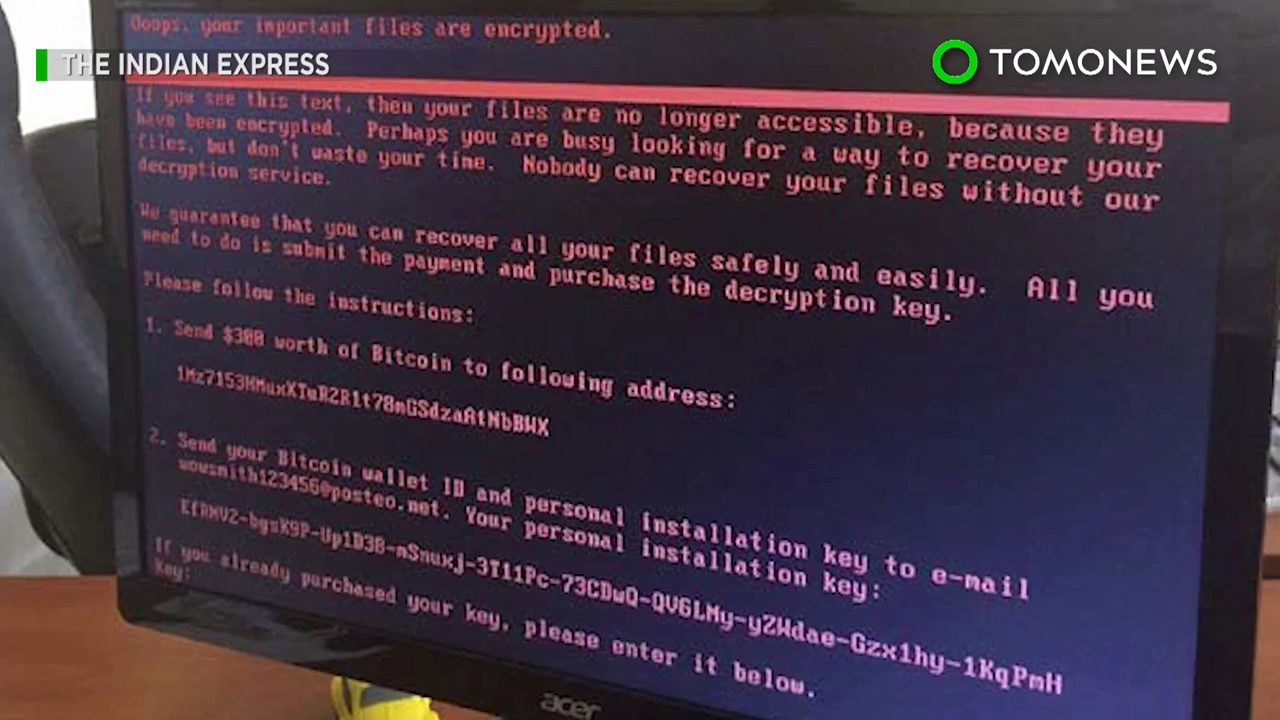 THE INDIAN EXPRESS
TOMONEWS
Ooops, your important files are encrypted.
If you see this text, then your files are no longer accessible, because they
have been encrypted. Perhaps you are busy looking for a way to recover your
files, but don't waste your time. Nobody can recover your files without our
decryption service.
We guarantee that you can recover all your files safely and easily. All you
need to do is submit the payment and purchase the decryption key.
Please follow the instructions:
1. Send $300 worth of Bitcoin to following address:
1Mz7153HMuxXTuR2R1t78mGSdzaAtNbBWX
2. Send your Bitcoin wallet ID and personal installation key to e-mail
wowsmith123456@posteo.net. Your personal installation key:
EfRMVZ-bgsK9P-Up1D3B-mSnuxj-3T11Pc-73CDwQ-QV6LMy-yZWdae-Gzx1hy-1KqPmH
If you already purchased your key, please enter it below.
Key:
acer